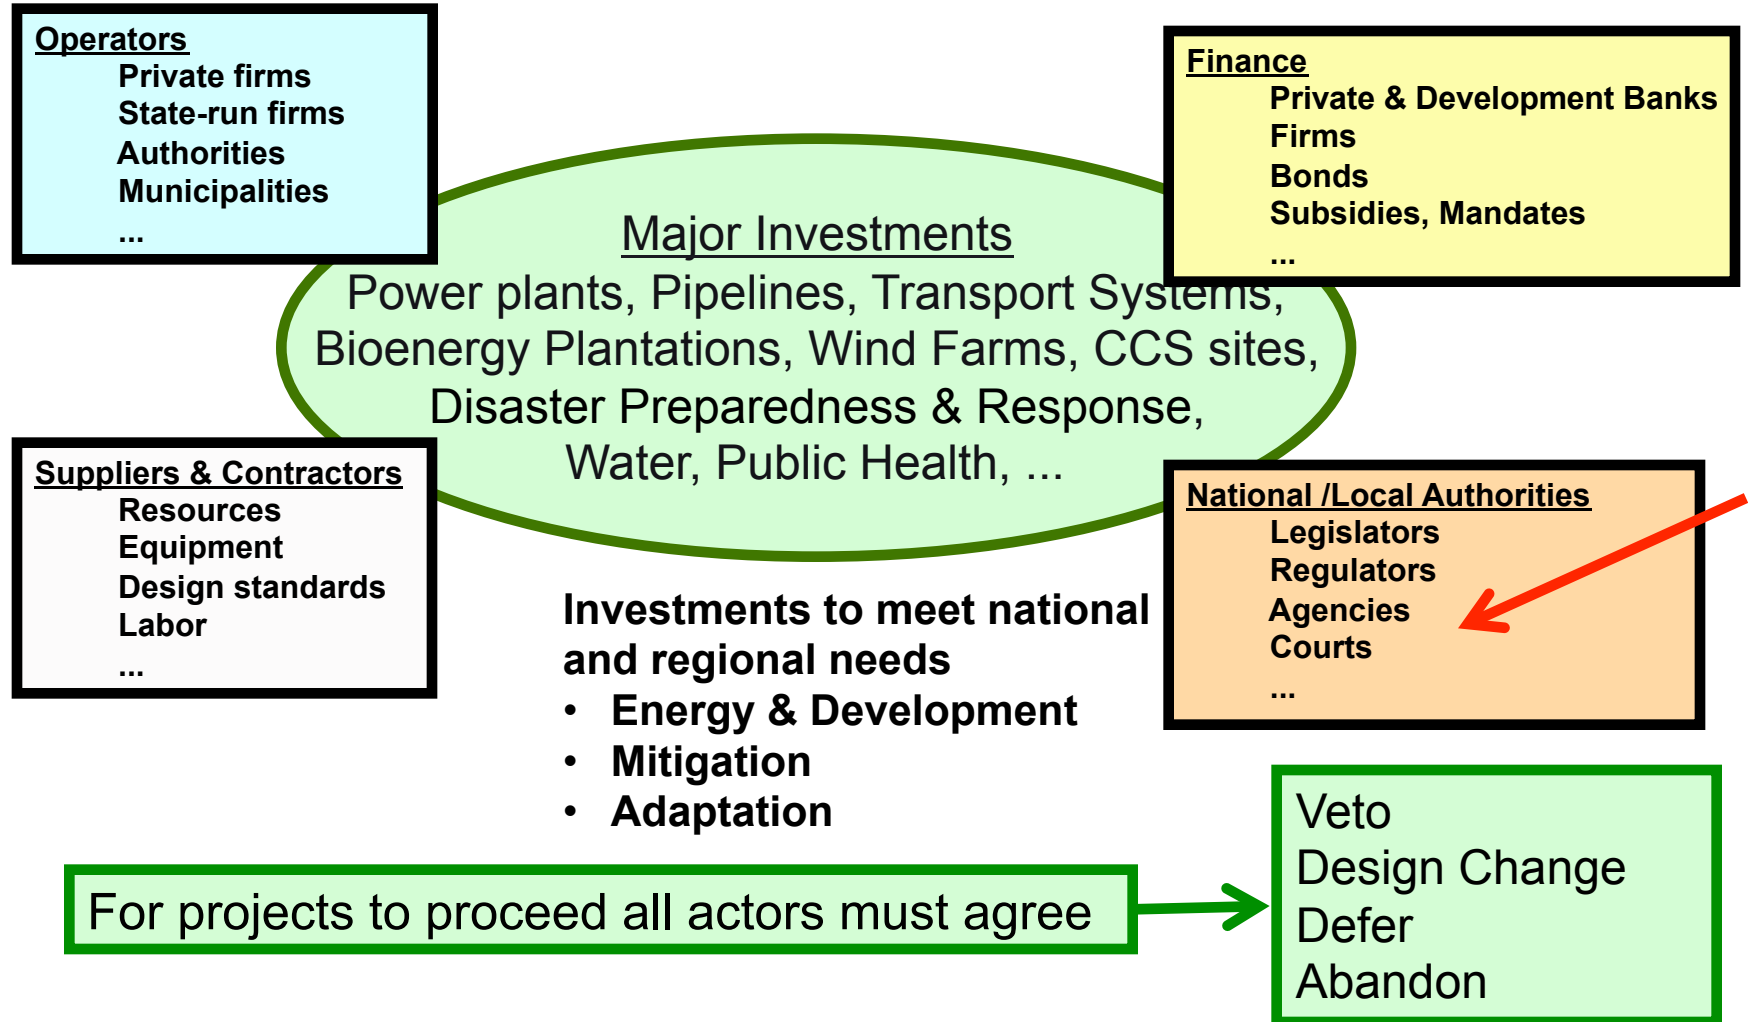 Operators
Private firms
State-run firms
Authorities
Municipalities
...
Finance
Private & Development Banks
Firms
Bonds
Subsidies, Mandates
...
Major Investments
Power plants, Pipelines, Transport Systems,
Bioenergy Plantations, Wind Farms, CCS sites,
Disaster Preparedness & Response,
Water, Public Health, ...
Suppliers & Contractors
Resources
Equipment
Design standards
Labor
...
National /Local Authorities
Legislators
Regulators
Agencies
Courts
...
Investments to meet national
and regional needs
• Energy & Development
• Mitigation
• Adaptation
For projects to proceed all actors must agree
Veto
Design Change
Defer
Abandon